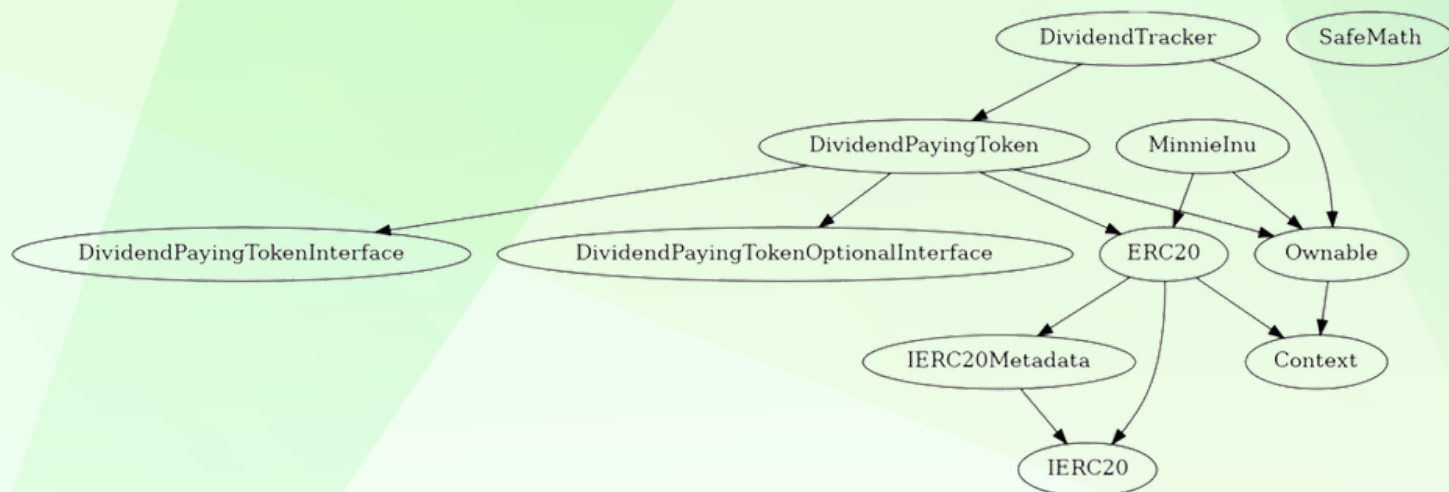 DividendTracker
SafeMath
DividendPayingToken
MinnieInu
DividendPayingTokenInterface
DividendPayingTokenOptionalInterface
ERC20
Ownable
IERC20Metadata
Context
IERC20